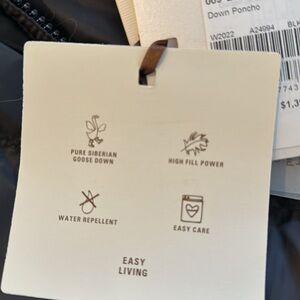 Down Poncho
W2022 A24994
PURE SIBERIAN
GOOSE DOWN
HIGH FILL POWER
WATER REPELLENT
EASY CARE
EASY
LIVING